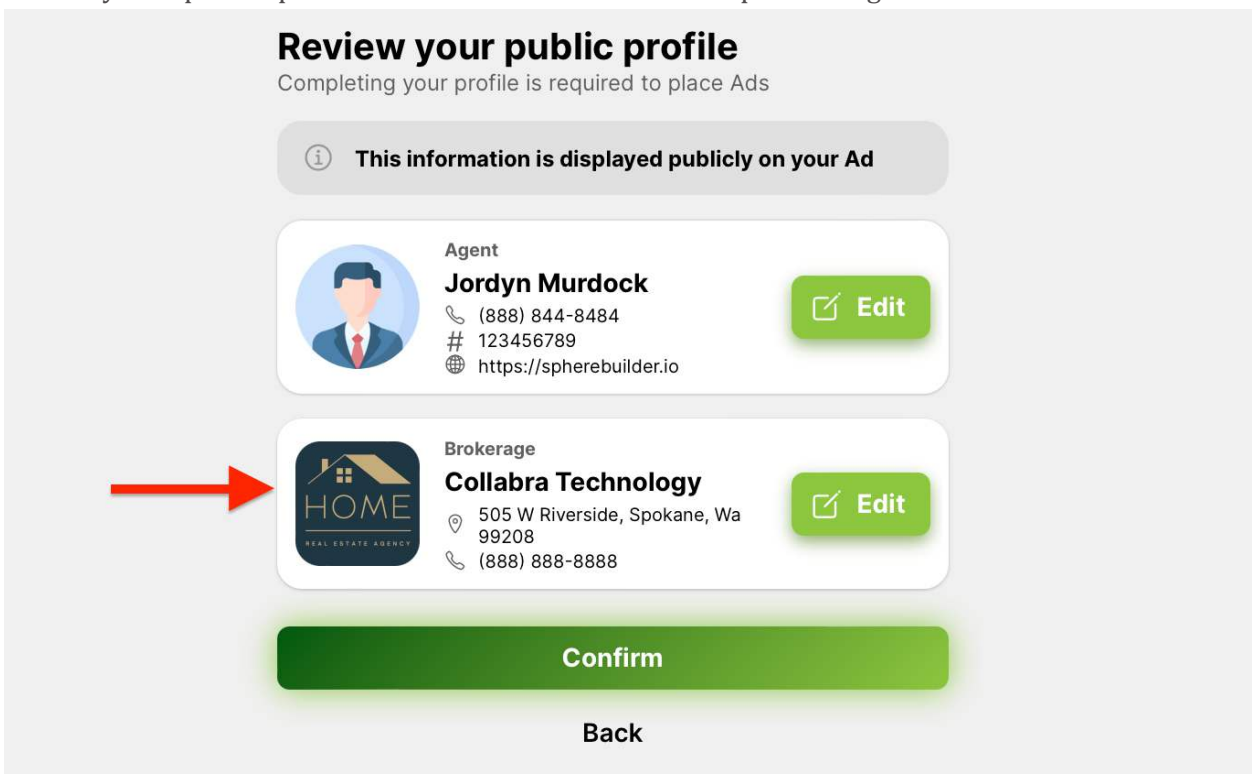 Review your public profile
Completing your profile is required to place Ads
This information is displayed publicly on your Ad
Agent
Jordyn Murdock
(888) 844-8484
# 123456789
https://spherebuilder.io
Edit
Brokerage
Collabra Technology
505 W Riverside, Spokane, Wa
99208
(888) 888-8888
Edit
HOME
REAL ESTATE AGENCY
Confirm
Back